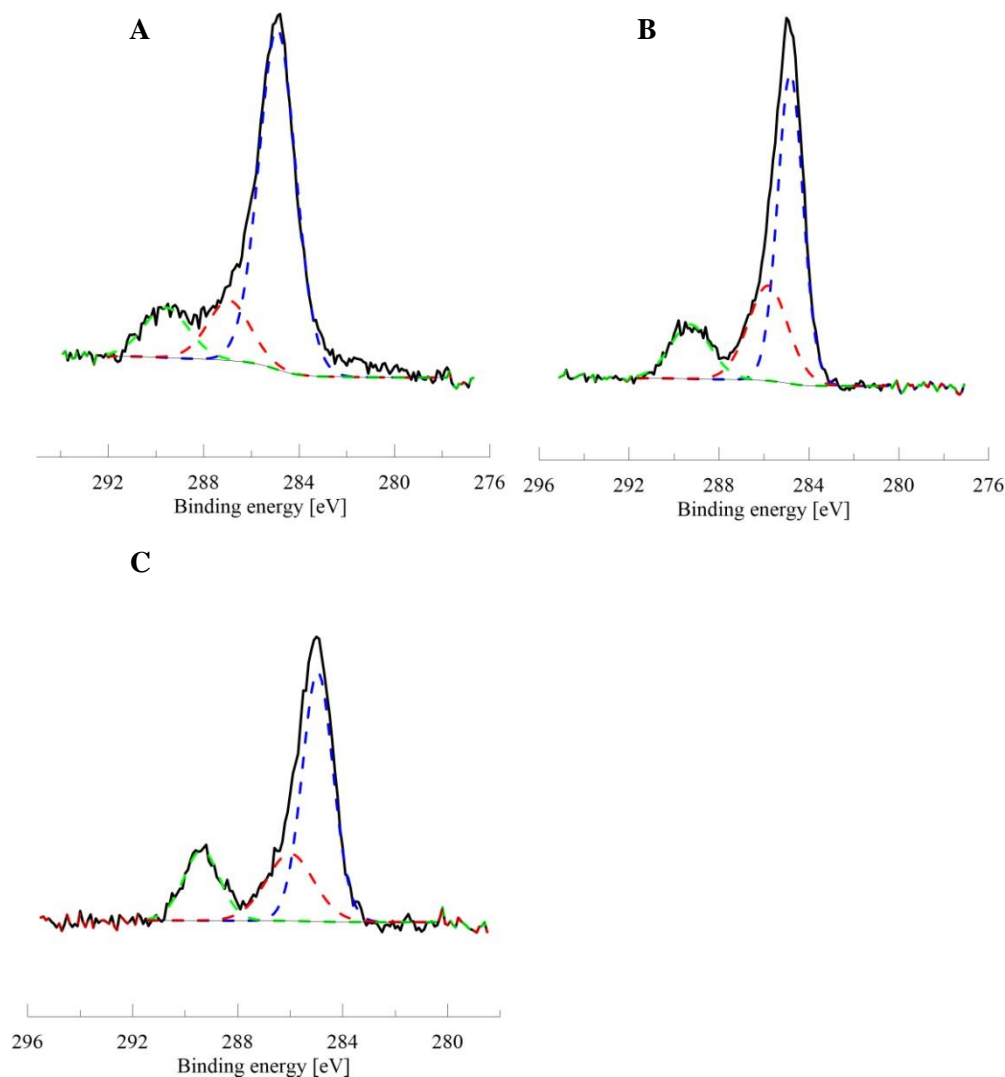 A
B
292 288 284 280 276
Binding energy [eV]
296 292 288 284 280 276
Binding energy [eV]
C
296 292 288 284 280
Binding energy [eV]